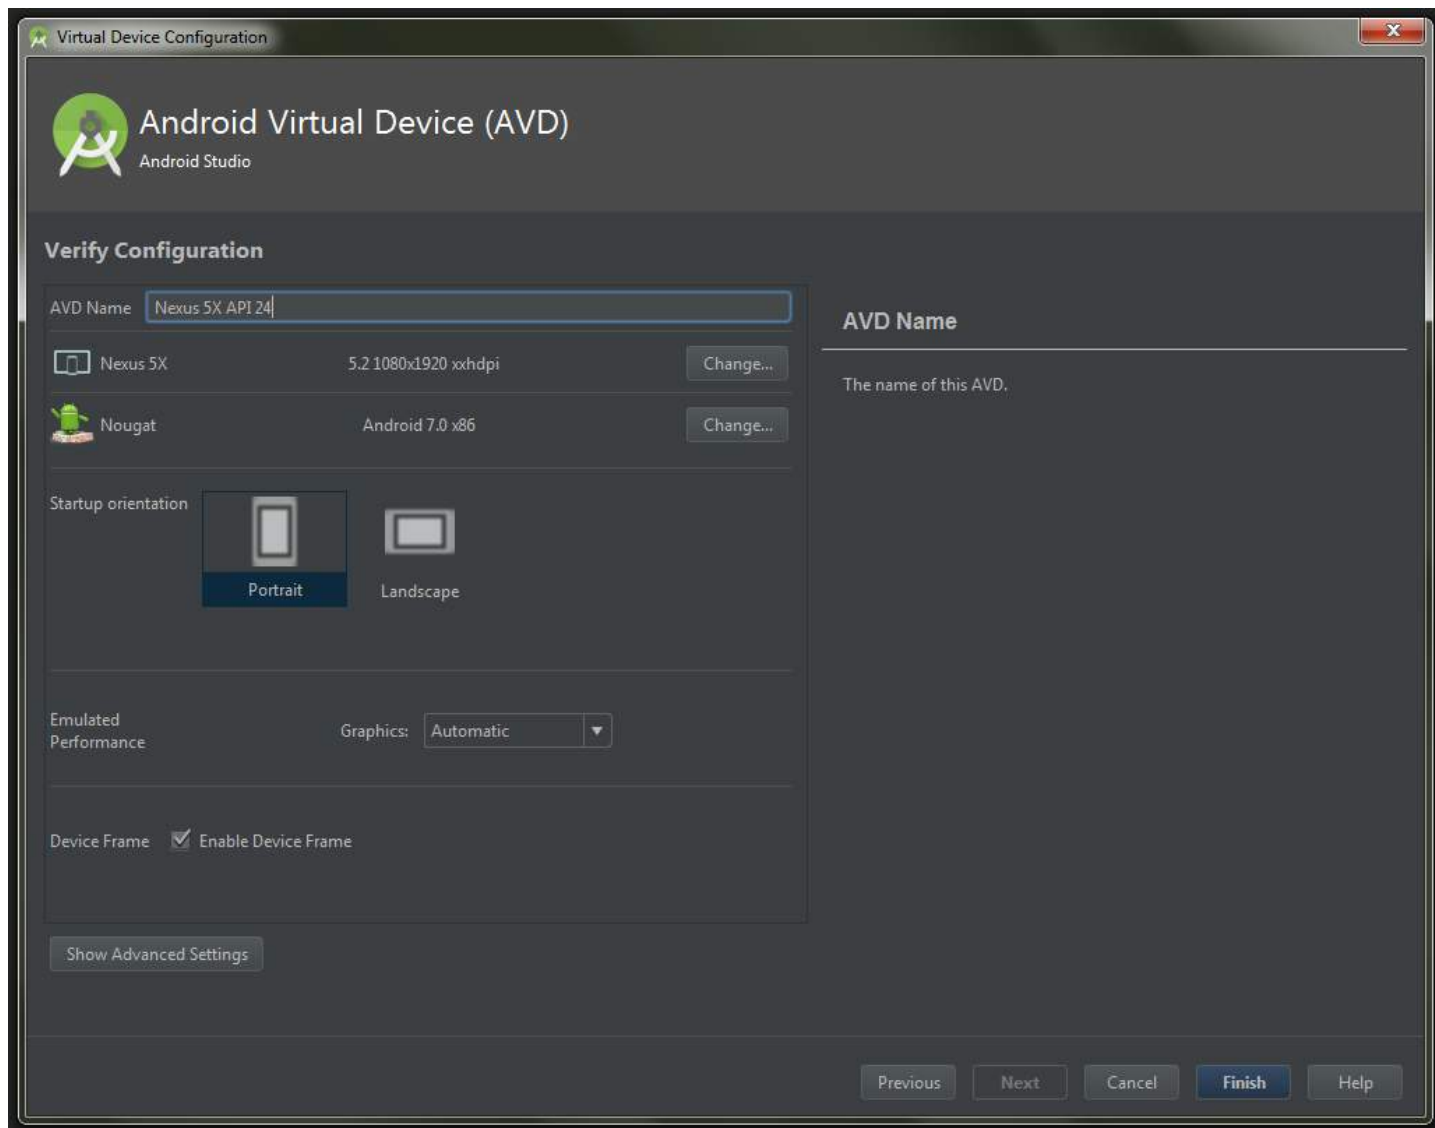 Virtual Device Configuration
Android Virtual Device (AVD)
Android Studio
Verify Configuration
AVD Name
Nexus 5X API 24
Nexus 5X
5.2 1080x1920 xxhdpi
Change...
Nougat
Android 7.0 x86
Change...
Startup orientation
Portrait
Landscape
Emulated
Performance
Graphics:
Automatic
Device Frame
Enable Device Frame
Show Advanced Settings
AVD Name
The name of this AVD.
Previous
Next
Cancel
Finish
Help